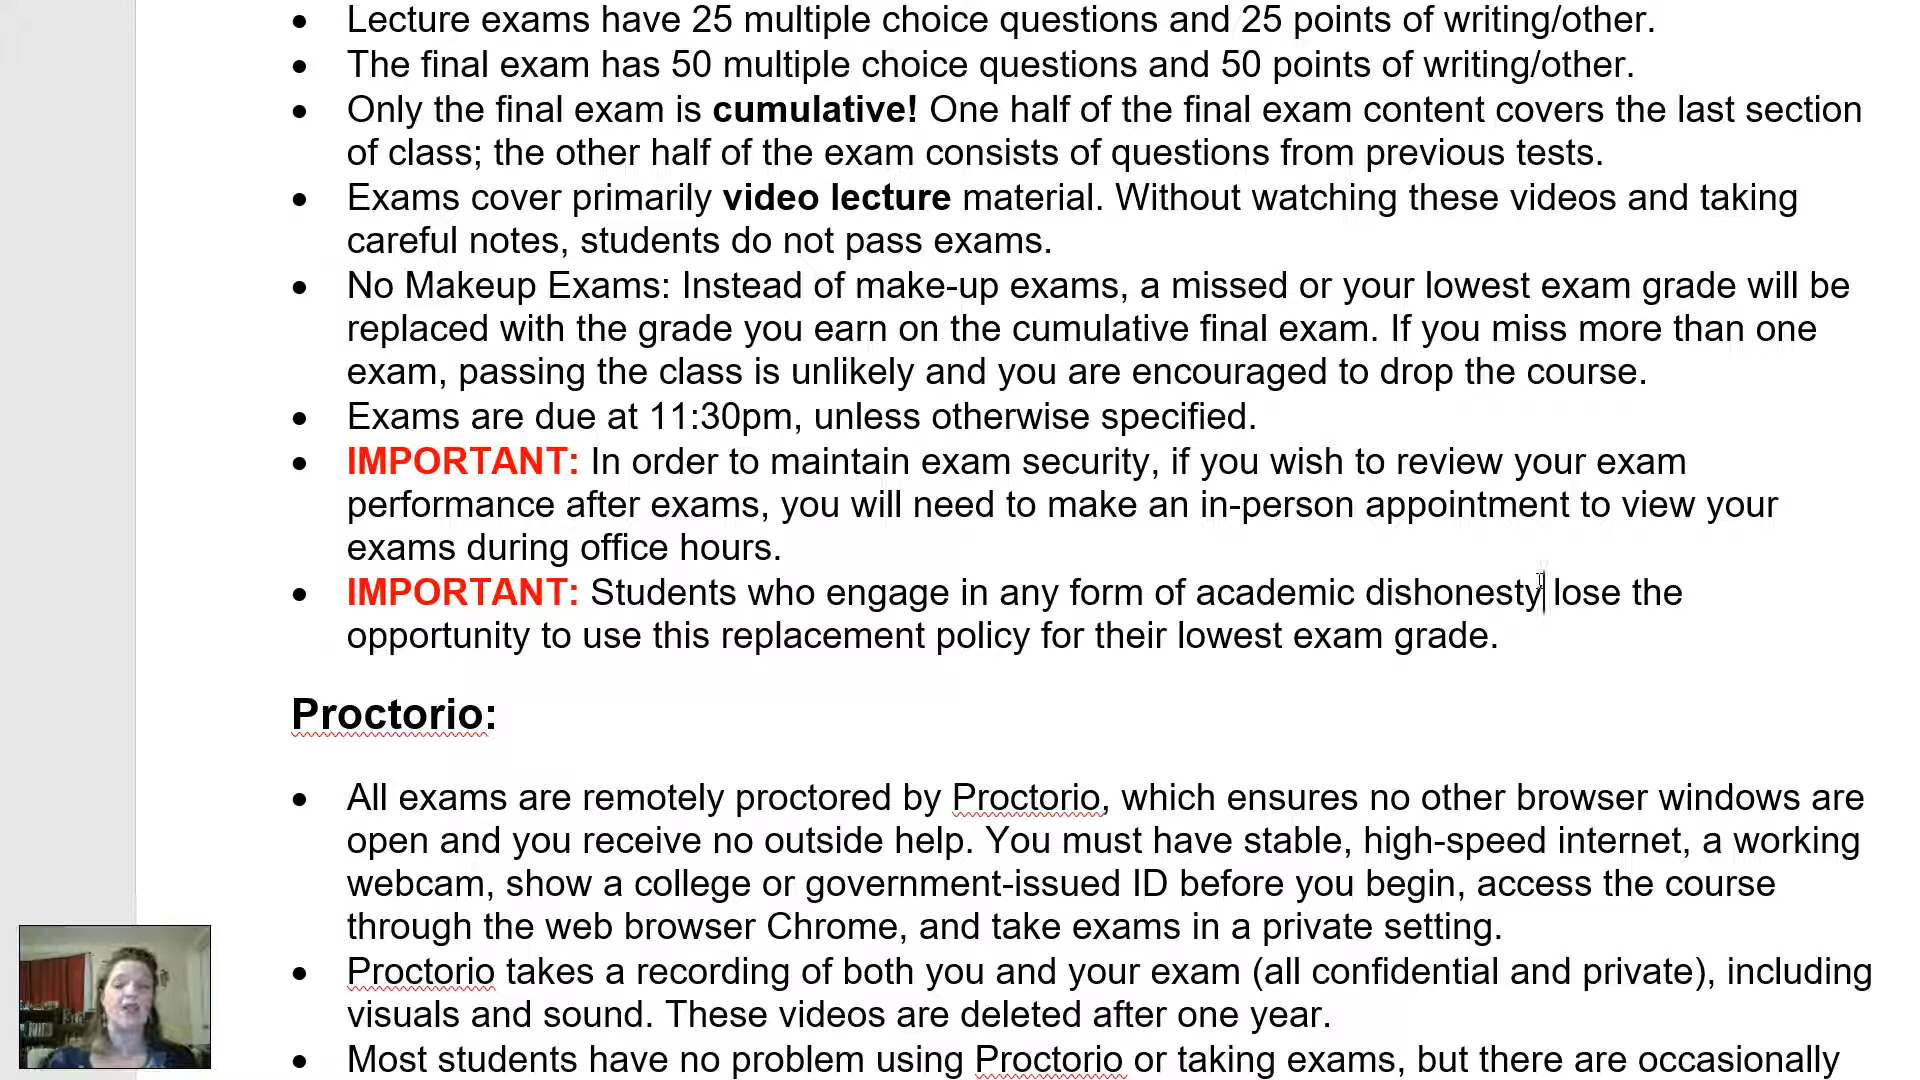 • Lecture exams have 25 multiple choice questions and 25 points of writing/other.
• The final exam has 50 multiple choice questions and 50 points of writing/other.
• Only the final exam is cumulative! One half of the final exam content covers the last section
of class; the other half of the exam consists of questions from previous tests.
• Exams cover primarily video lecture material. Without watching these videos and taking
careful notes, students do not pass exams.
• No Makeup Exams: Instead of make-up exams, a missed or your lowest exam grade will be
replaced with the grade you earn on the cumulative final exam. If you miss more than one
exam, passing the class is unlikely and you are encouraged to drop the course.
• Exams are due at 11:30pm, unless otherwise specified.
• IMPORTANT: In order to maintain exam security, if you wish to review your exam
performance after exams, you will need to make an in-person appointment to view your
exams during office hours.
• IMPORTANT: Students who engage in any form of academic dishonesty lose the
opportunity to use this replacement policy for their lowest exam grade.
Proctorio:
• All exams are remotely proctored by Proctorio, which ensures no other browser windows are
open and you receive no outside help. You must have stable, high-speed internet, a working
webcam, show a college or government-issued ID before you begin, access the course
through the web browser Chrome, and take exams in a private setting.
• Proctorio takes a recording of both you and your exam (all confidential and private), including
visuals and sound. These videos are deleted after one year.
• Most students have no problem using Proctorio or taking exams, but there are occasionally